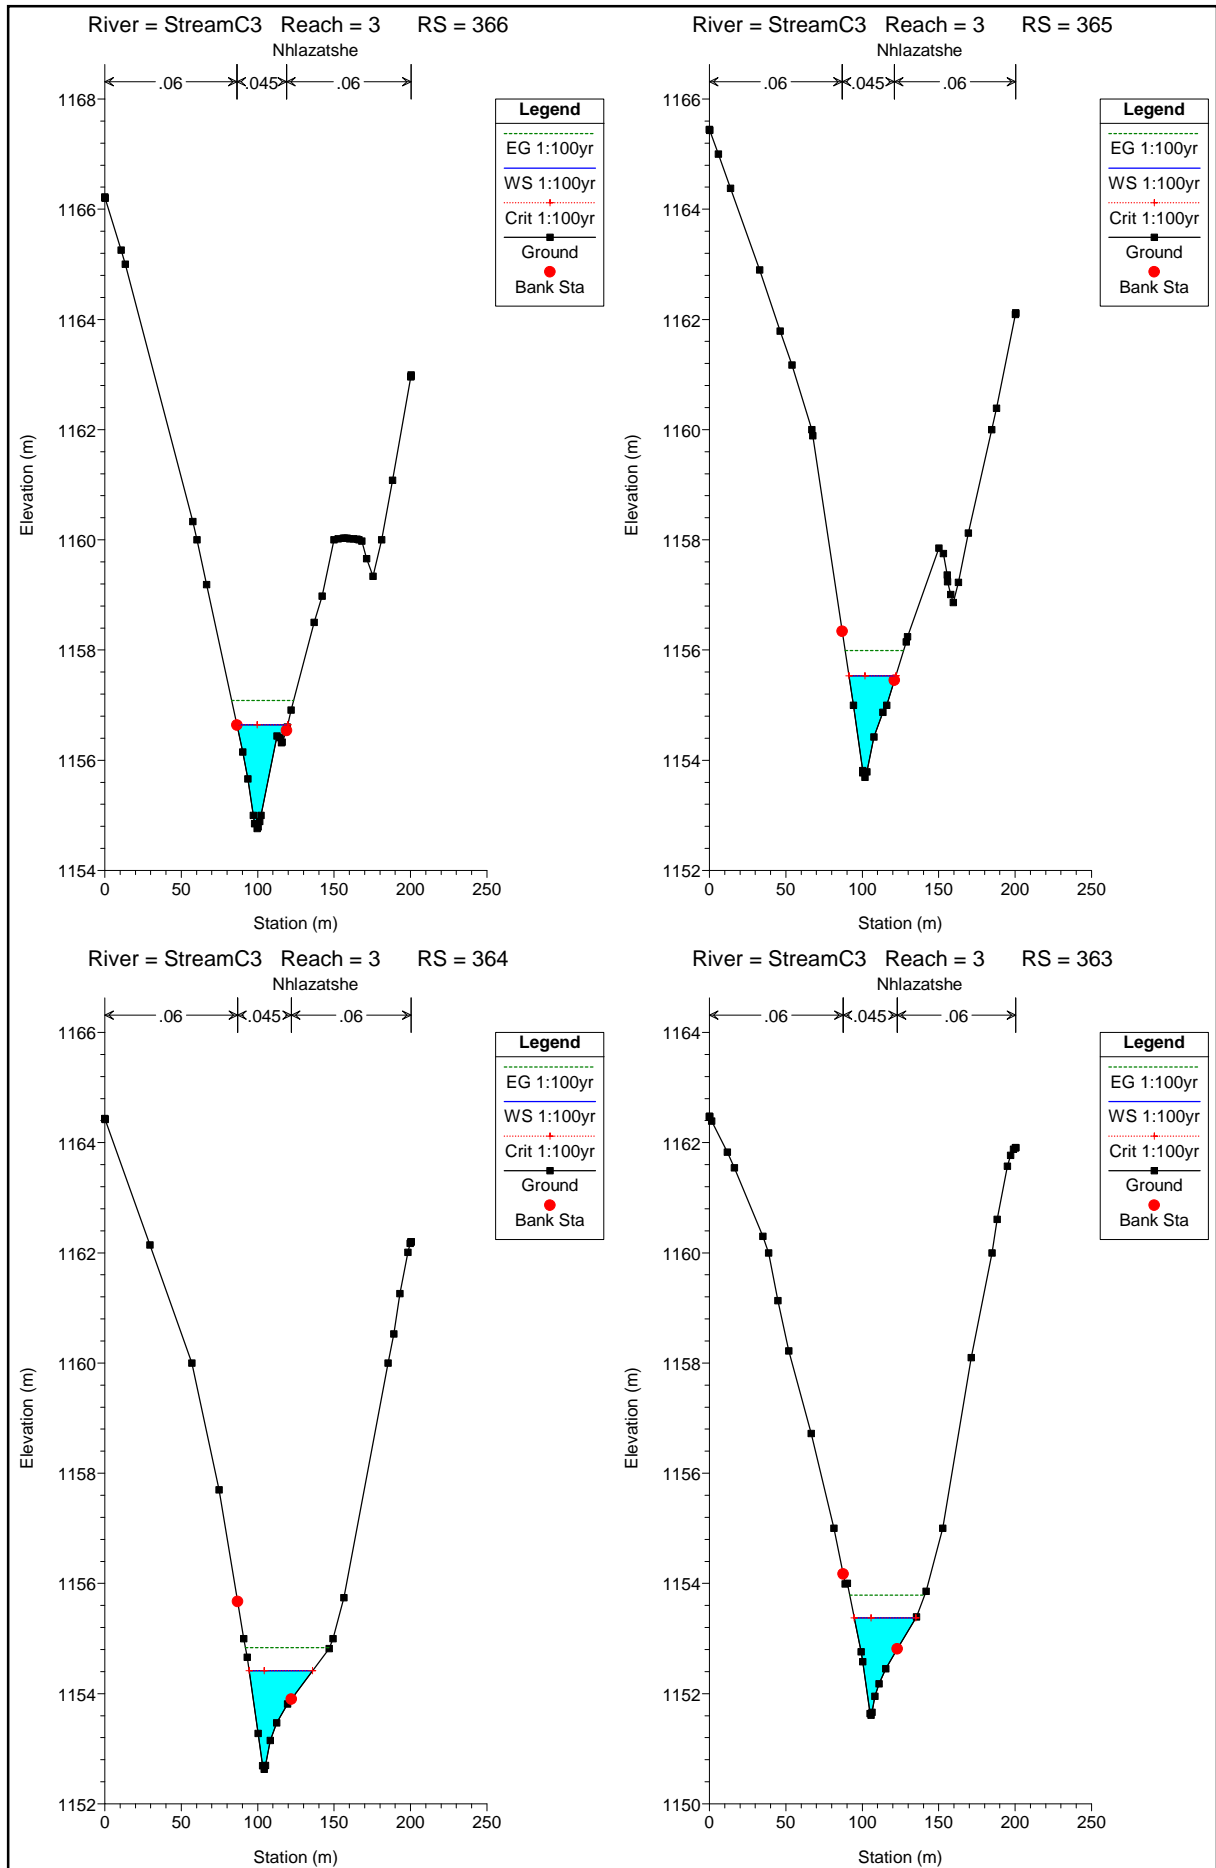 River = StreamC3 Reach = 3 RS = 366
Nhlazatshe
.06 .045 .06
1168
1166
1164
1162
1160
1158
1156
1154
0 50 100 150 200 250
Station (m)
Elevation (m)
Legend
EG 1:100yr
WS 1:100yr
Crit 1:100yr
Ground
Bank Sta
River = StreamC3 Reach = 3 RS = 365
Nhlazatshe
.06 .045 .06
1166
1164
1162
1160
1158
1156
1154
1152
0 50 100 150 200 250
Station (m)
Elevation (m)
Legend
EG 1:100yr
WS 1:100yr
Crit 1:100yr
Ground
Bank Sta
River = StreamC3 Reach = 3 RS = 364
Nhlazatshe
.06 .045 .06
1166
1164
1162
1160
1158
1156
1154
1152
0 50 100 150 200 250
Station (m)
Elevation (m)
Legend
EG 1:100yr
WS 1:100yr
Crit 1:100yr
Ground
Bank Sta
River = StreamC3 Reach = 3 RS = 363
Nhlazatshe
.06 .045 .06
1164
1162
1160
1158
1156
1154
1152
1150
0 50 100 150 200 250
Station (m)
Elevation (m)
Legend
EG 1:100yr
WS 1:100yr
Crit 1:100yr
Ground
Bank Sta